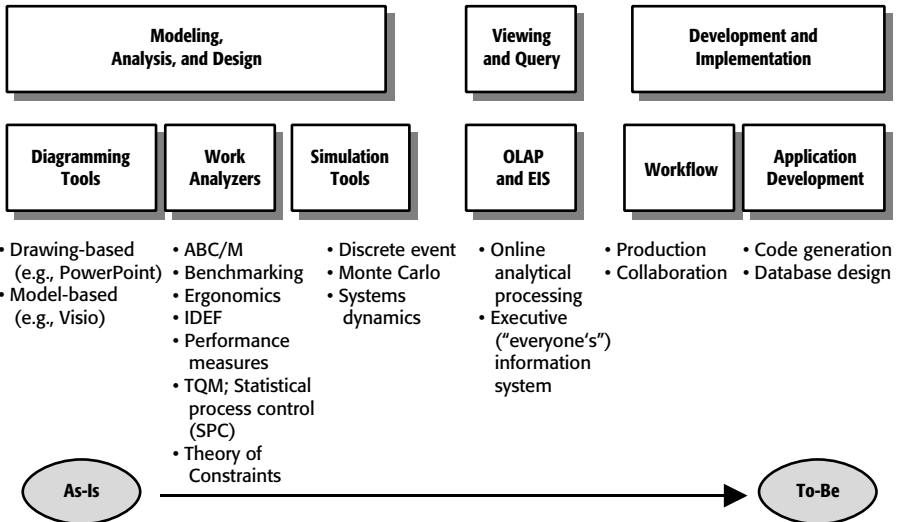 Modeling,
Analysis, and Design
Viewing
and Query
Development and
Implementation
Diagramming
Tools
Work
Analyzers
Simulation
Tools
OLAP
and EIS
Workflow
Application
Development
• Drawing-based
(e.g., PowerPoint)
• Model-based
(e.g., Visio)
• ABC/M
• Benchmarking
• Ergonomics
• IDEF
• Performance
measures
• TQM; Statistical
process control
(SPC)
• Theory of
Constraints
• Discrete event
• Monte Carlo
• Systems
dynamics
• Online
analytical
processing
• Executive
(“everyone's”)
information
system
• Production
• Collaboration
• Code generation
• Database design
As-Is
To-Be